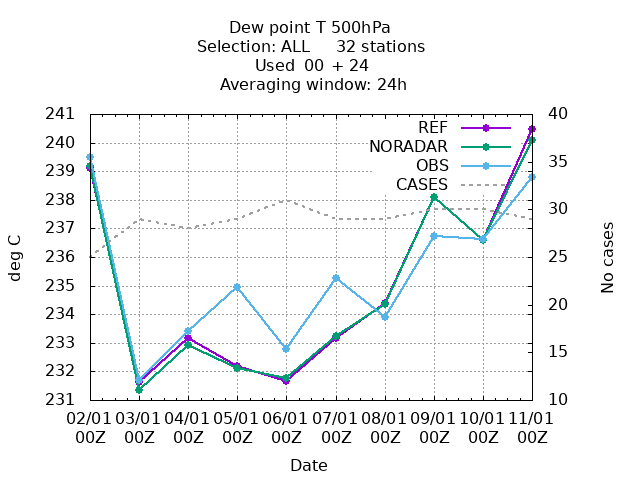 Dew point T 500hPa
Selection: ALL     32 stations
Used  00 + 24
Averaging window: 24h
241
240
239
238
237
236
235
234
233
232
231
40
35
30
25
20
15
10
REF
NORADAR
OBS
CASES
deg C
No cases
02/01 03/01 04/01 05/01 06/01 07/01 08/01 09/01 10/01 11/01
00Z 00Z 00Z 00Z 00Z 00Z 00Z 00Z 00Z 00Z
Date